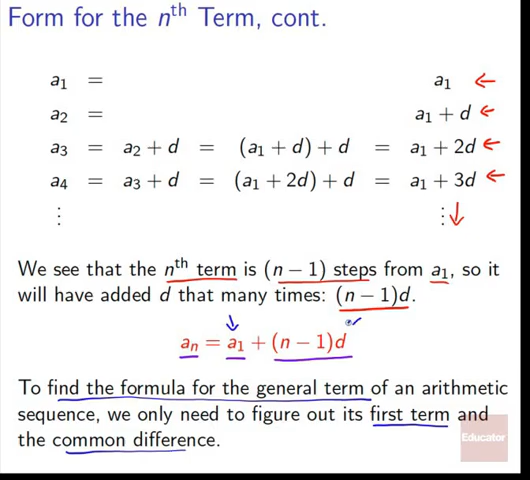 Form for the nth Term, cont.
a₁ = a₁
a₂ = a₁ + d
a₃ = a₂ + d = (a₁ + d) + d = a₁ + 2d
a₄ = a₃ + d = (a₁ + 2d) + d = a₁ + 3d
⋮ ⋮
We see that the nth term is (n − 1) steps from a₁, so it
will have added d that many times: (n − 1)d.
aₙ = a₁ + (n − 1)d
To find the formula for the general term of an arithmetic
sequence, we only need to figure out its first term and
the common difference.
Educator